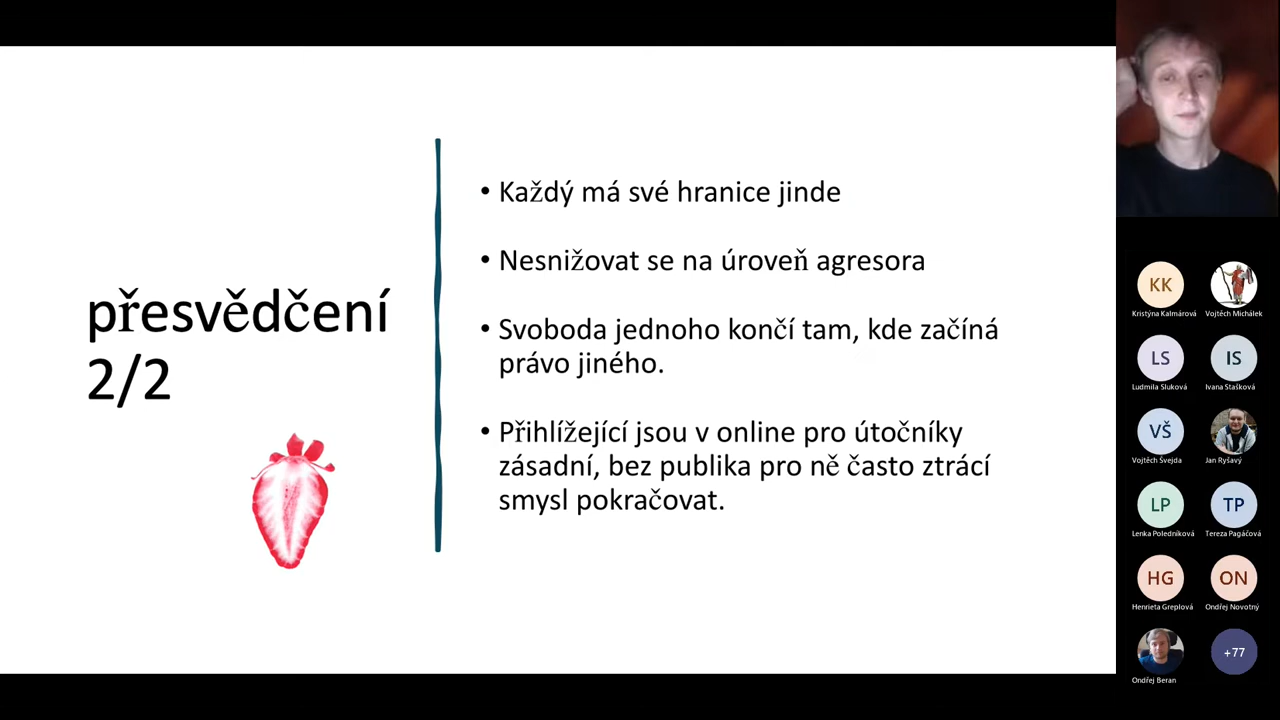 přesvědčení
2/2
• Každý má své hranice jinde
• Nesnižovat se na úroveň agresora
• Svoboda jednoho končí tam, kde začíná
právo jiného.
• Přihlížející jsou v online pro útočníky
zásadní, bez publika pro ně často ztrácí
smysl pokračovat.
KK
Kristýna Kalmárová
Vojtěch Michálek
LS
Ludmila Sluková
IS
Ivana Stašková
VŠ
Vojtěch Švejda
Jan Ryšavý
LP
Lenka Poledníková
TP
Tereza Pagáčová
HG
Henrieta Greplová
ON
Ondřej Novotný
Ondřej Beran
+77